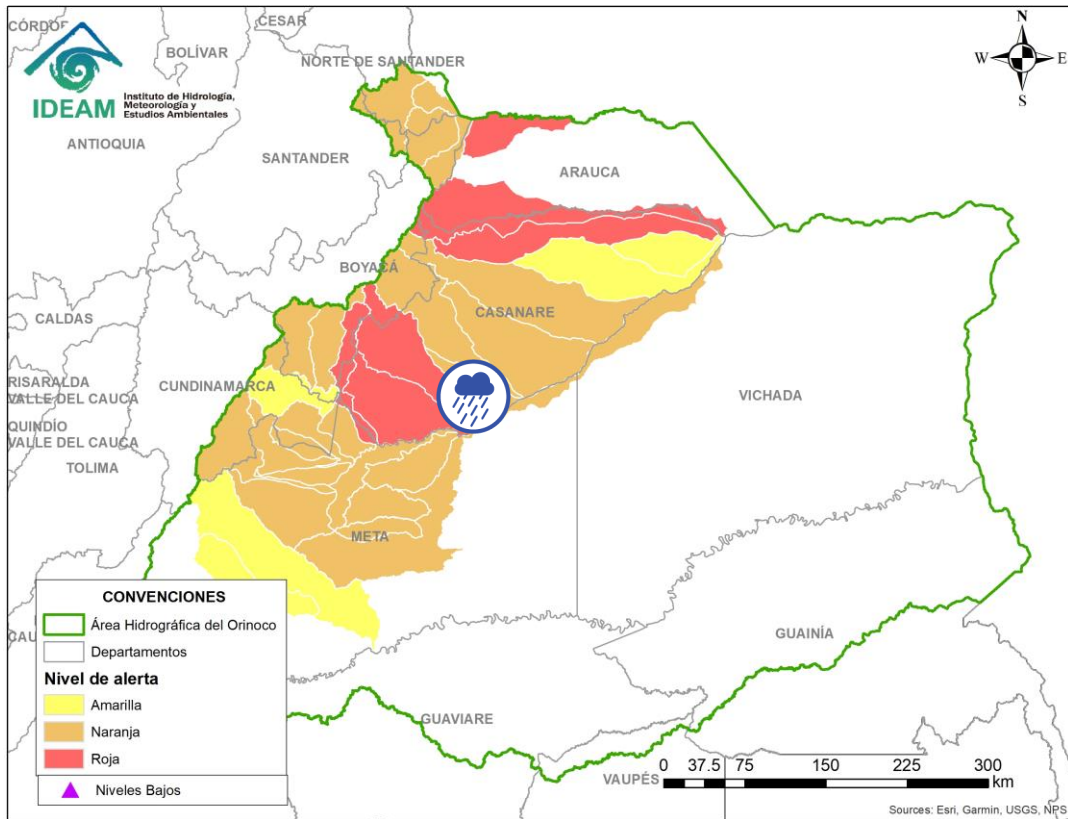 CÓRDO
CESAR
BOLÍVAR
NORTE DE SANTANDER
IDEAM
Instituto de Hidrología,
Meteorología y
Estudios Ambientales
N
W
E
S
ANTIOQUIA
SANTANDER
ARAUCA
BOYACÁ
CASANARE
CALDAS
RISARALDA
VALLE DEL CAUCA
CUNDINAMARCA
VICHADA
QUINDÍO
VALLE DEL CAUCA
TOLIMA
META
CONVENCIONES
Área Hidrográfica del Orinoco
CAU
Departamentos
Nivel de alerta
Amarilla
Naranja
Roja
Niveles Bajos
GUAINÍA
GUAVIARE
VAUPÉS
0 37.5 75 150 225 300
km
Sources: Esri, Garmin, USGS, NPS